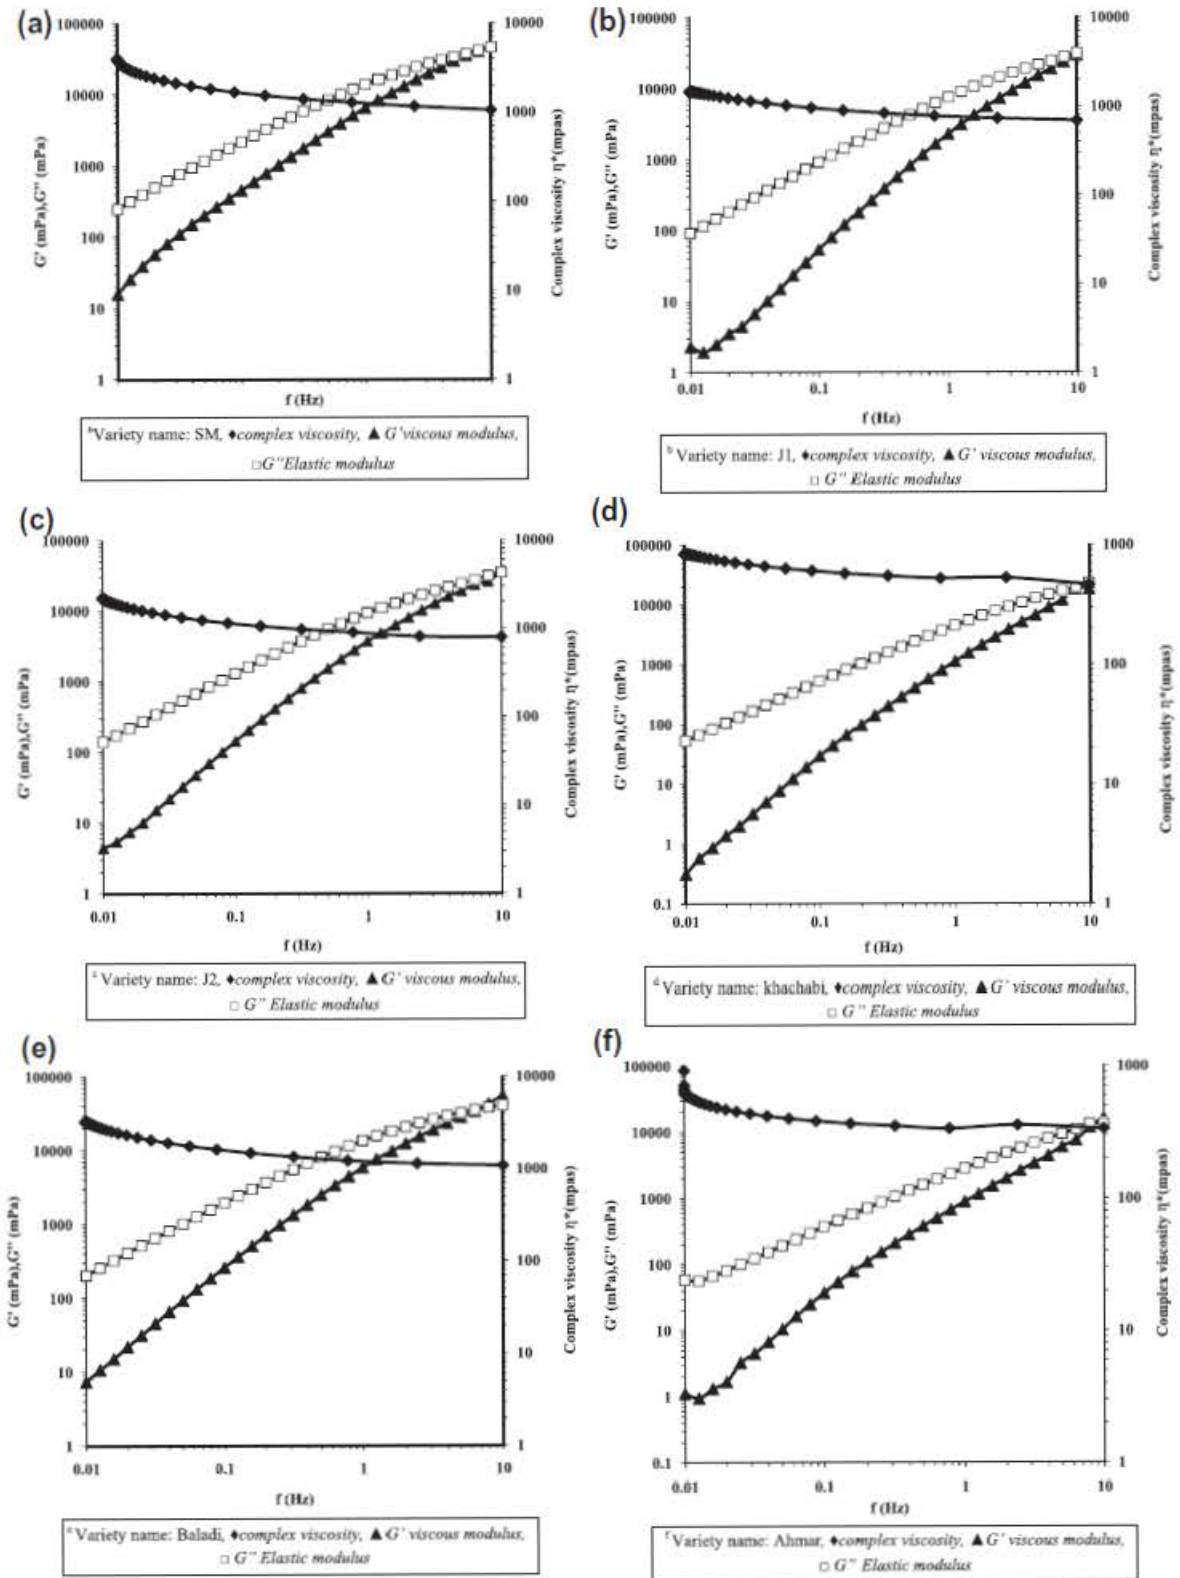 (a)
100000
10000
1000
100
10
1
G' (mPa),G'' (mPa)
10000
1000
100
10
1
Complex viscosity η*(mpas)
f (Hz)
ᵃVariety name: SM, ♦complex viscosity, ▲ G'viscous modulus,
□G''Elastic modulus
(b)
100000
10000
1000
100
10
1
G' (mPa),G'' (mPa)
10000
1000
100
10
1
Complex viscosity η*(mpas)
0.01 0.1 1 10
f (Hz)
ᵇ Variety name: J1, ♦complex viscosity, ▲ G' viscous modulus,
□ G'' Elastic modulus
(c)
100000
10000
1000
100
10
1
G' (mPa),G'' (mPa)
10000
1000
100
10
1
Complex viscosity η*(mpas)
0.01 0.1 1 10
f (Hz)
ᶜ Variety name: J2, ♦complex viscosity, ▲ G' viscous modulus,
□ G'' Elastic modulus
(d)
100000
10000
1000
100
10
1
0.1
G' (mPa),G'' (mPa)
1000
100
10
1
Complex viscosity η*(mpas)
0.01 0.1 1 10
f (Hz)
ᵈ Variety name: khachabi, ♦complex viscosity, ▲ G' viscous modulus,
□ G'' Elastic modulus
(e)
100000
10000
1000
100
10
1
G' (mPa),G'' (mPa)
10000
1000
100
10
1
Complex viscosity η*(mpas)
0.01 0.1 1 10
f (Hz)
ᵉ Variety name: Baladi, ♦complex viscosity, ▲ G' viscous modulus,
□ G'' Elastic modulus
(f)
100000
10000
1000
100
10
1
0.1
G' (mPa),G'' (mPa)
1000
100
10
1
Complex viscosity η*(mpas)
0.01 0.1 1 10
f (Hz)
ᶠ Variety name: Ahmar, ♦complex viscosity, ▲ G' viscous modulus,
□ G'' Elastic modulus